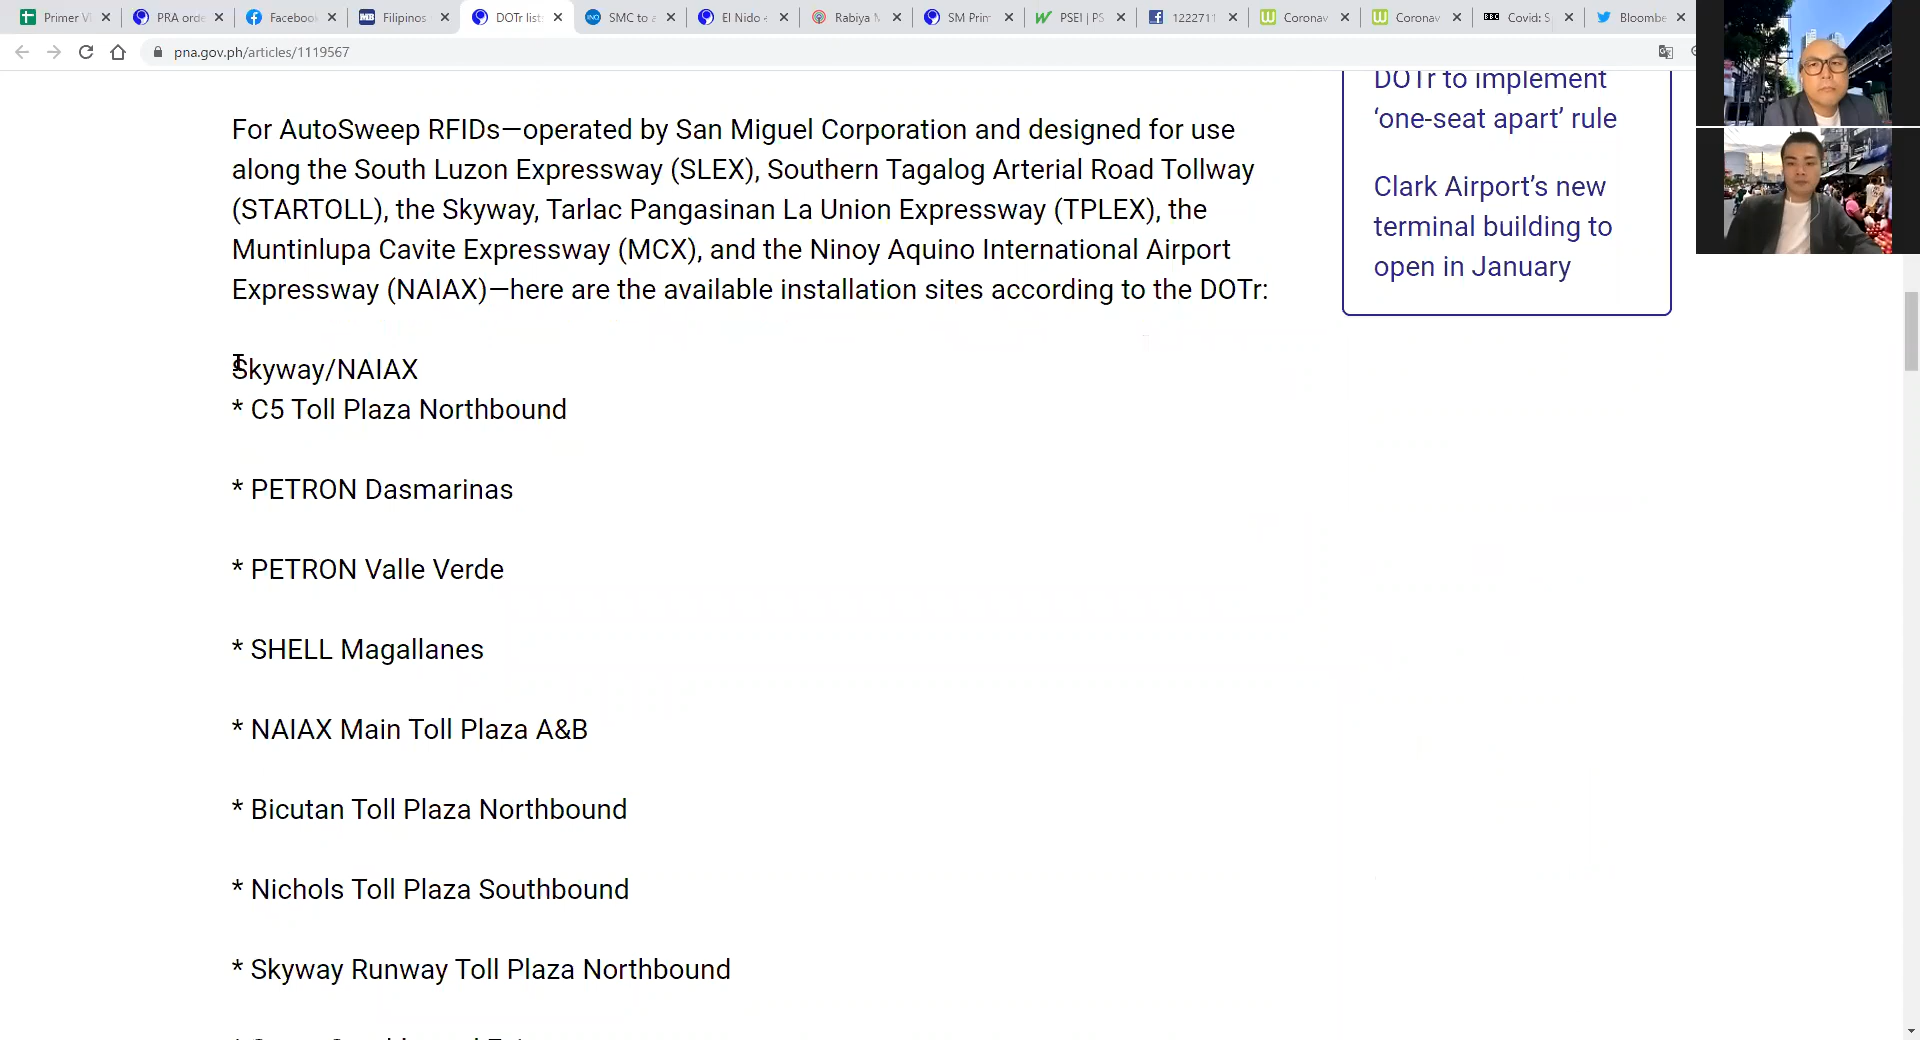 Primer V
PRA orde
Facebook
Filipinos
DOTr list
SMC to a
El Nido -
Rabiya M
SM Prim
PSEI | PS
1222711
Coronav
Coronav
Covid: S
Bloombe
pna.gov.ph/articles/1119567
For AutoSweep RFIDs—operated by San Miguel Corporation and designed for use
along the South Luzon Expressway (SLEX), Southern Tagalog Arterial Road Tollway
(STARTOLL), the Skyway, Tarlac Pangasinan La Union Expressway (TPLEX), the
Muntinlupa Cavite Expressway (MCX), and the Ninoy Aquino International Airport
Expressway (NAIAX)—here are the available installation sites according to the DOTr:
Skyway/NAIAX
* C5 Toll Plaza Northbound
* PETRON Dasmarinas
* PETRON Valle Verde
* SHELL Magallanes
* NAIAX Main Toll Plaza A&B
* Bicutan Toll Plaza Northbound
* Nichols Toll Plaza Southbound
* Skyway Runway Toll Plaza Northbound
DOTr to implement
‘one-seat apart’ rule
Clark Airport’s new
terminal building to
open in January